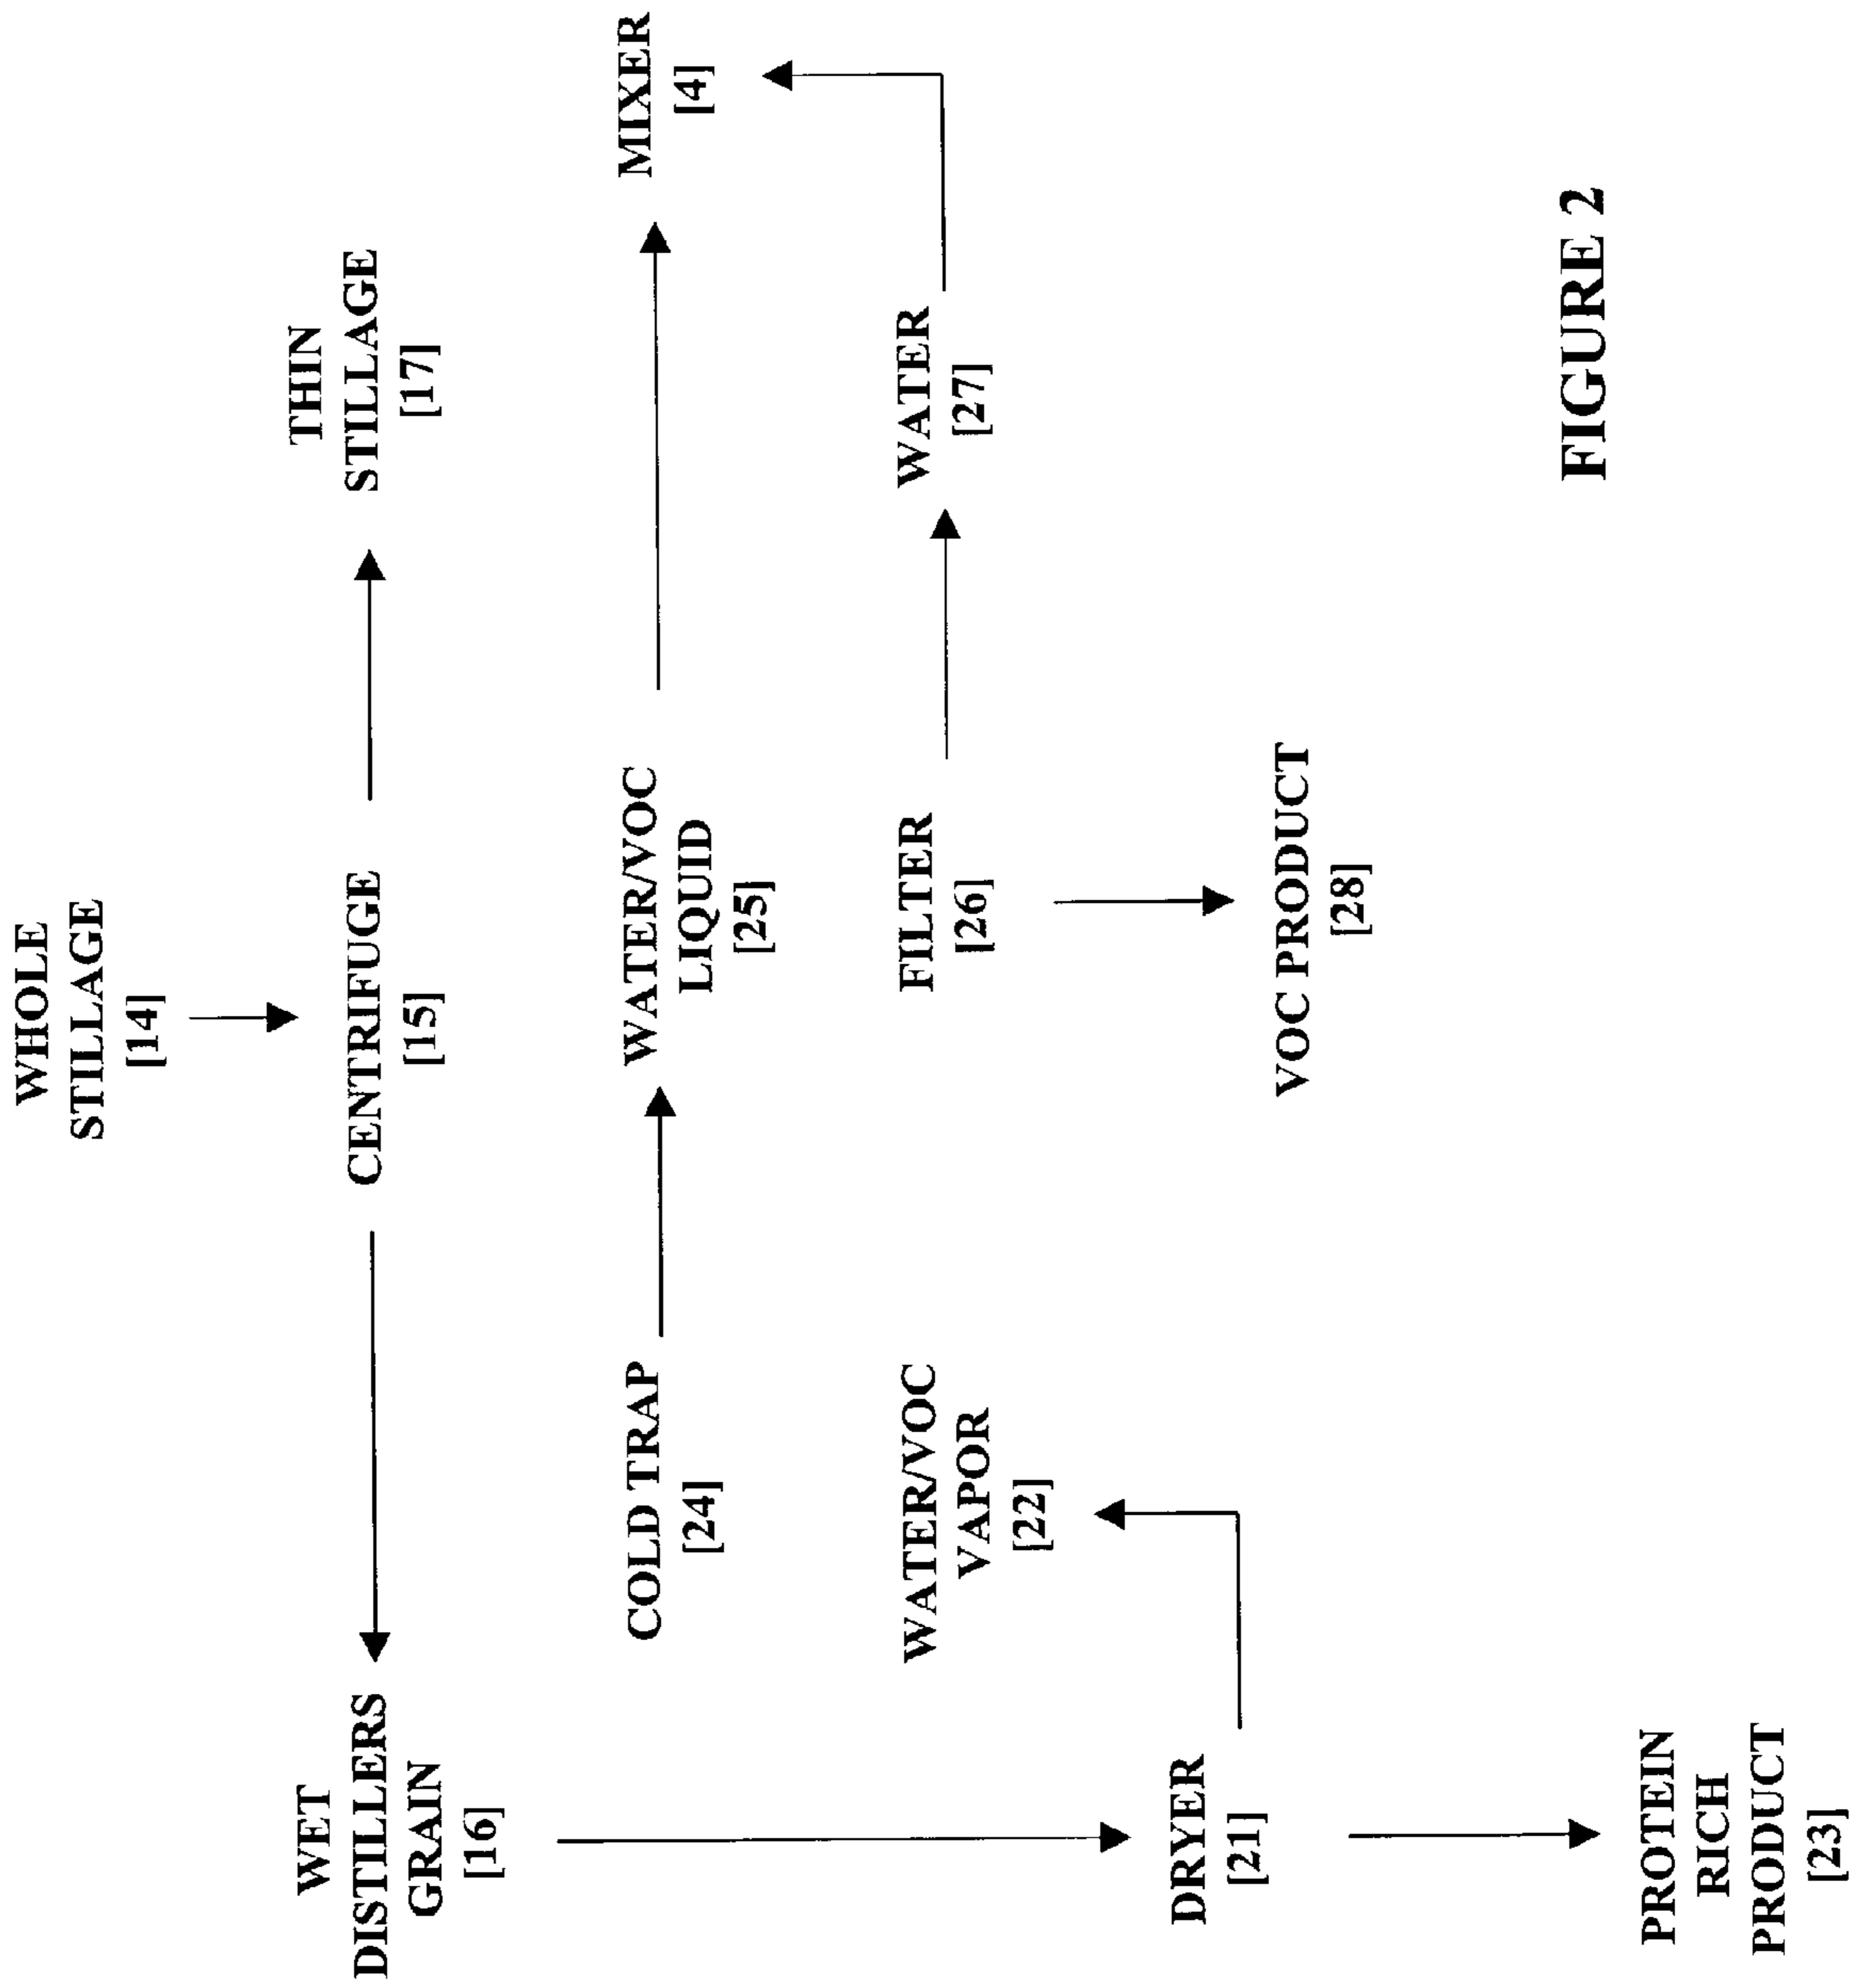 WHOLE
STILLAGE
[14]
WET
DISTILLERS
GRAIN
[16]
CENTRIFUGE
[15]
THIN
STILLAGE
[17]
COLD TRAP
[24]
WATER/VOC
LIQUID
[25]
MIXER
[4]
WATER/VOC
VAPOR
[22]
FILTER
[26]
WATER
[27]
DRYER
[21]
VOC PRODUCT
[28]
PROTEIN
RICH
PRODUCT
[23]
FIGURE 2